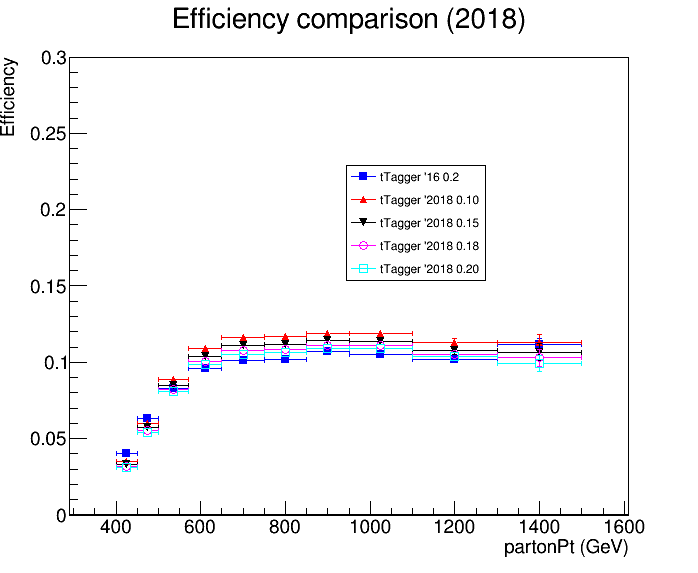 Efficiency comparison (2018)
Efficiency
0.3
0.25
0.2
0.15
0.1
0.05
0
tTagger '16 0.2
tTagger '2018 0.10
tTagger '2018 0.15
tTagger '2018 0.18
tTagger '2018 0.20
400 600 800 1000 1200 1400 1600
partonPt (GeV)